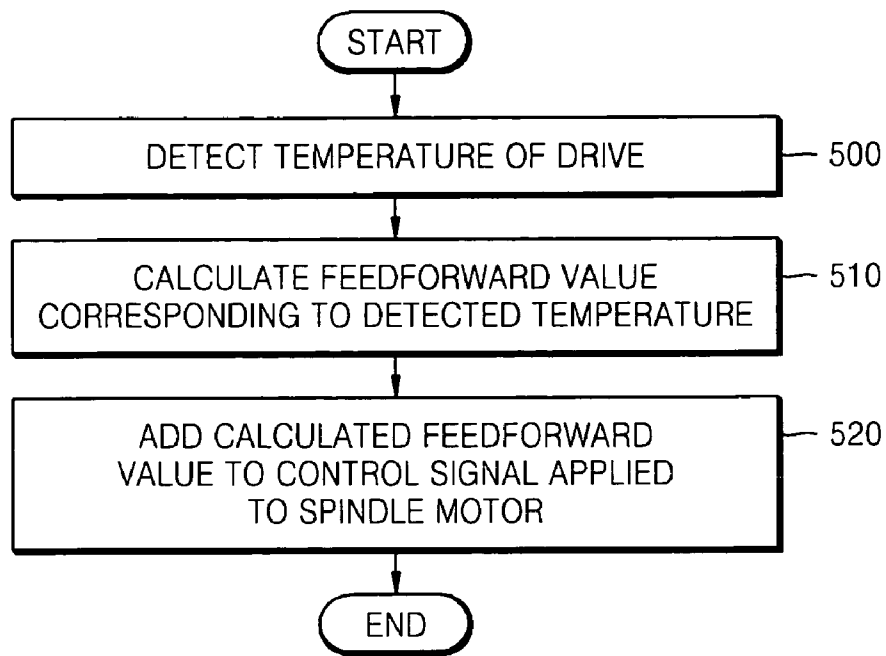 START
DETECT TEMPERATURE OF DRIVE
500
CALCULATE FEEDFORWARD VALUE
CORRESPONDING TO DETECTED TEMPERATURE
510
ADD CALCULATED FEEDFORWARD
VALUE TO CONTROL SIGNAL APPLIED
TO SPINDLE MOTOR
520
END